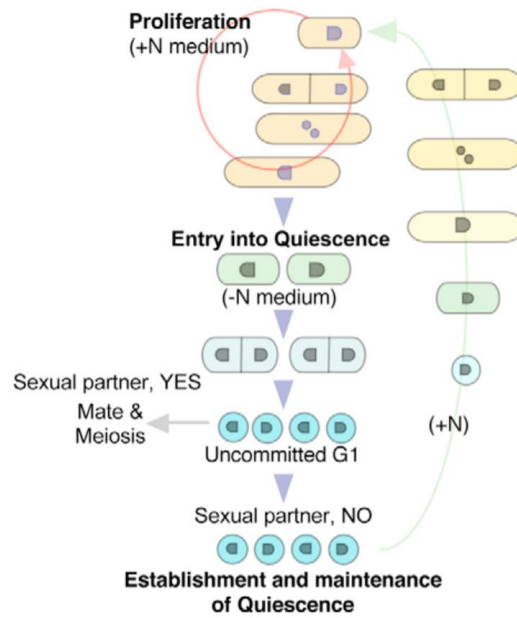 Proliferation
(+N medium)
Entry into Quiescence
(-N medium)
Sexual partner, YES
Mate &
Meiosis
Uncommitted G1
(+N)
Sexual partner, NO
Establishment and maintenance
of Quiescence